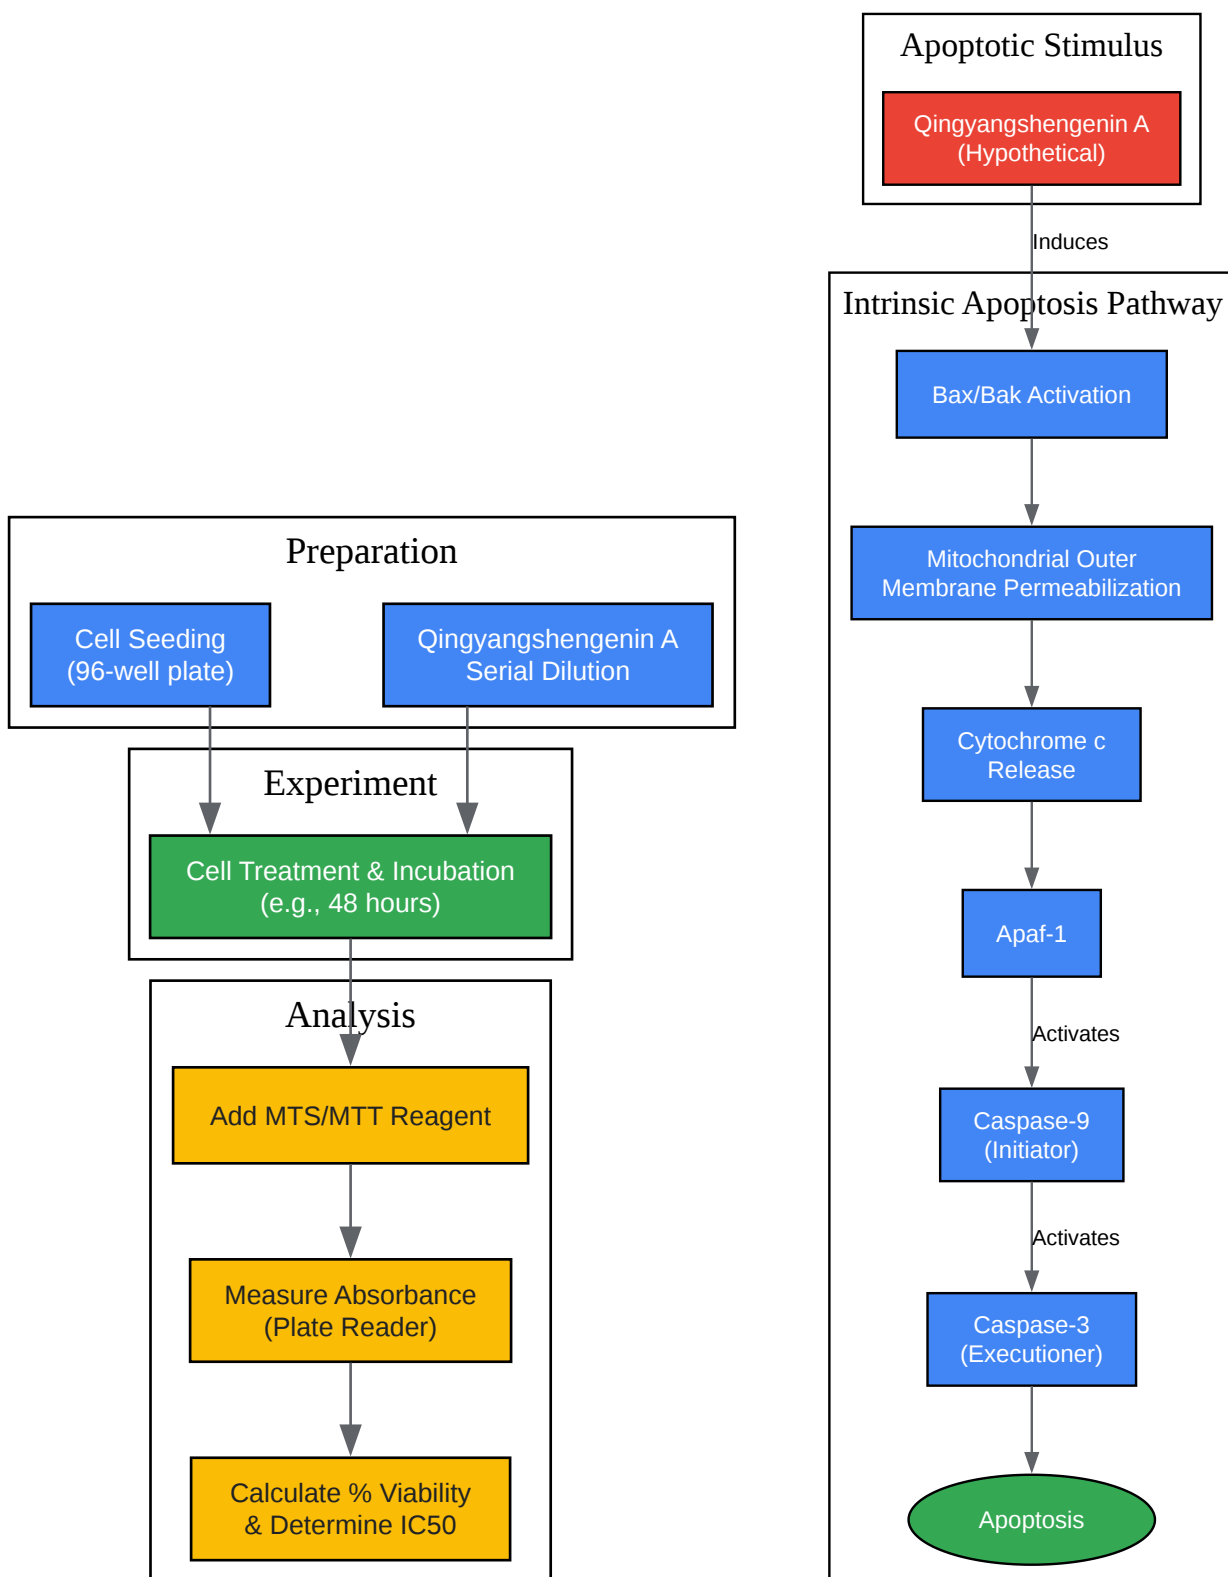 Preparation
Cell Seeding
(96-well plate)
Qingyangshengenin A
Serial Dilution
Experiment
Cell Treatment & Incubation
(e.g., 48 hours)
Analysis
Add MTS/MTT Reagent
Measure Absorbance
(Plate Reader)
Calculate % Viability
& Determine IC50
Apoptotic Stimulus
Qingyangshengenin A
(Hypothetical)
Induces
Intrinsic Apoptosis Pathway
Bax/Bak Activation
Mitochondrial Outer
Membrane Permeabilization
Cytochrome c
Release
Apaf-1
Activates
Caspase-9
(Initiator)
Activates
Caspase-3
(Executioner)
Apoptosis